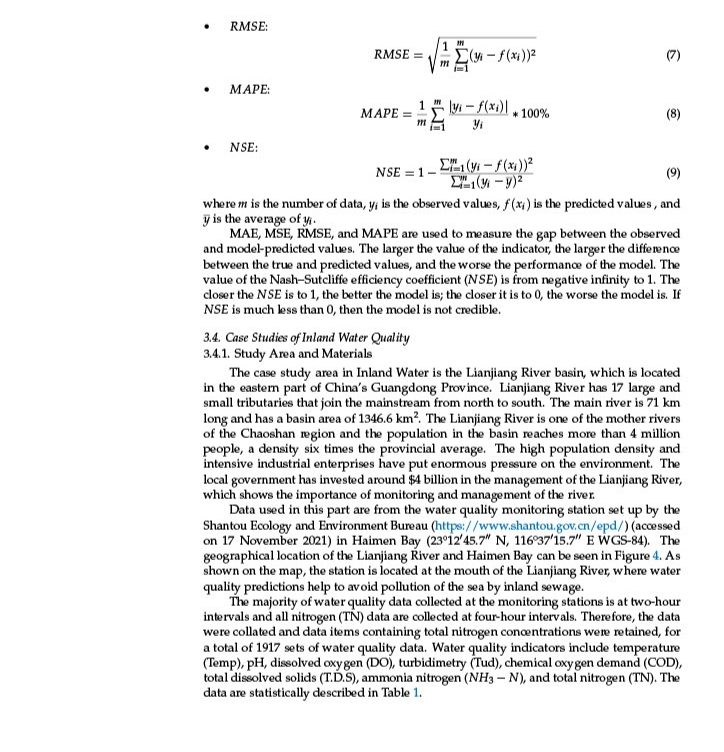 • RMSE:
RMSE = √(1/m ∑_{i=1}^{m} (y_i − f(x_i))²) (7)
• MAPE:
MAPE = 1/m ∑_{i=1}^{m} |y_i − f(x_i)| / y_i * 100% (8)
• NSE:
NSE = 1 − ∑_{i=1}^{m} (y_i − f(x_i))² / ∑_{i=1}^{m} (y_i − ȳ)² (9)
where m is the number of data, y_i is the observed values, f(x_i) is the predicted values , and
ȳ is the average of y_i.
MAE, MSE, RMSE, and MAPE are used to measure the gap between the observed
and model-predicted values. The larger the value of the indicator, the larger the difference
between the true and predicted values, and the worse the performance of the model. The
value of the Nash–Sutcliffe efficiency coefficient (NSE) is from negative infinity to 1. The
closer the NSE is to 1, the better the model is; the closer it is to 0, the worse the model is. If
NSE is much less than 0, then the model is not credible.
3.4. Case Studies of Inland Water Quality
3.4.1. Study Area and Materials
The case study area in Inland Water is the Lianjiang River basin, which is located
in the eastern part of China's Guangdong Province. Lianjiang River has 17 large and
small tributaries that join the mainstream from north to south. The main river is 71 km
long and has a basin area of 1346.6 km². The Lianjiang River is one of the mother rivers
of the Chaoshan region and the population in the basin reaches more than 4 million
people, a density six times the provincial average. The high population density and
intensive industrial enterprises have put enormous pressure on the environment. The
local government has invested around $4 billion in the management of the Lianjiang River,
which shows the importance of monitoring and management of the river.
Data used in this part are from the water quality monitoring station set up by the
Shantou Ecology and Environment Bureau (https://www.shantou.gov.cn/epd/) (accessed
on 17 November 2021) in Haimen Bay (23°12′45.7″ N, 116°37′15.7″ E WGS-84). The
geographical location of the Lianjiang River and Haimen Bay can be seen in Figure 4. As
shown on the map, the station is located at the mouth of the Lianjiang River, where water
quality predictions help to avoid pollution of the sea by inland sewage.
The majority of water quality data collected at the monitoring stations is at two-hour
intervals and all nitrogen (TN) data are collected at four-hour intervals. Therefore, the data
were collated and data items containing total nitrogen concentrations were retained, for
a total of 1917 sets of water quality data. Water quality indicators include temperature
(Temp), pH, dissolved oxygen (DO), turbidimetry (Tud), chemical oxygen demand (COD),
total dissolved solids (T.D.S), ammonia nitrogen (NH₃ − N), and total nitrogen (TN). The
data are statistically described in Table 1.